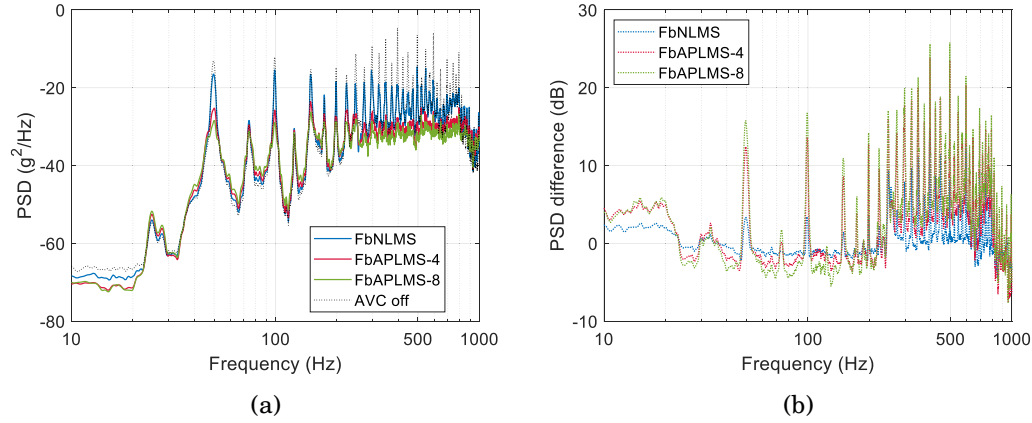 0
-20
-40
-60
-80
PSD (g²/Hz)
10
100
500
1000
Frequency (Hz)
FbNLMS
FbAPLMS-4
FbAPLMS-8
AVC off
(a)
30
20
10
0
-10
PSD difference (dB)
10
100
500
1000
Frequency (Hz)
FbNLMS
FbAPLMS-4
FbAPLMS-8
(b)